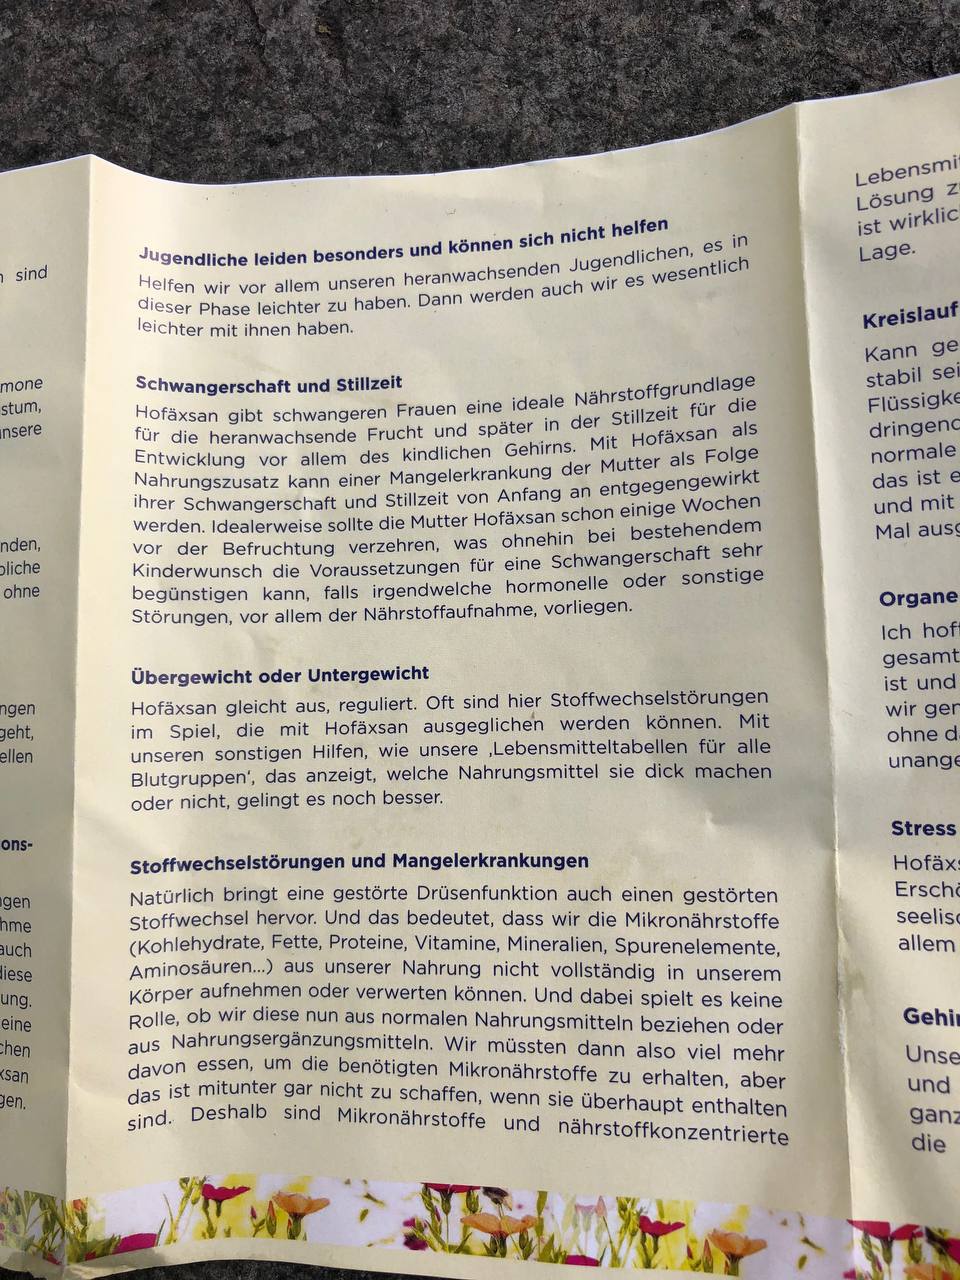 sind
mone
stum,
unsere
nden,
bliche
ohne
ngen
geht,
ellen
ons-
ngen
hme
auch
diese
ung.
eine
chen
xsan
gen.
Jugendliche leiden besonders und können sich nicht helfen
Helfen wir vor allem unseren heranwachsenden Jugendlichen, es in
dieser Phase leichter zu haben. Dann werden auch wir es wesentlich
leichter mit ihnen haben.
Schwangerschaft und Stillzeit
Hofäxsan gibt schwangeren Frauen eine ideale Nährstoffgrundlage
für die heranwachsende Frucht und später in der Stillzeit für die
Entwicklung vor allem des kindlichen Gehirns. Mit Hofäxsan als
Nahrungszusatz kann einer Mangelerkrankung der Mutter als Folge
ihrer Schwangerschaft und Stillzeit von Anfang an entgegengewirkt
werden. Idealerweise sollte die Mutter Hofäxsan schon einige Wochen
vor der Befruchtung verzehren, was ohnehin bei bestehendem
Kinderwunsch die Voraussetzungen für eine Schwangerschaft sehr
begünstigen kann, falls irgendwelche hormonelle oder sonstige
Störungen, vor allem der Nährstoffaufnahme, vorliegen.
Übergewicht oder Untergewicht
Hofäxsan gleicht aus, reguliert. Oft sind hier Stoffwechselstörungen
im Spiel, die mit Hofäxsan ausgeglichen werden können. Mit
unseren sonstigen Hilfen, wie unsere ‚Lebensmitteltabellen für alle
Blutgruppen‘, das anzeigt, welche Nahrungsmittel sie dick machen
oder nicht, gelingt es noch besser.
Stoffwechselstörungen und Mangelerkrankungen
Natürlich bringt eine gestörte Drüsenfunktion auch einen gestörten
Stoffwechsel hervor. Und das bedeutet, dass wir die Mikronährstoffe
(Kohlehydrate, Fette, Proteine, Vitamine, Mineralien, Spurenelemente,
Aminosäuren...) aus unserer Nahrung nicht vollständig in unserem
Körper aufnehmen oder verwerten können. Und dabei spielt es keine
Rolle, ob wir diese nun aus normalen Nahrungsmitteln beziehen oder
aus Nahrungsergänzungsmitteln. Wir müssten dann also viel mehr
davon essen, um die benötigten Mikronährstoffe zu erhalten, aber
das ist mitunter gar nicht zu schaffen, wenn sie überhaupt enthalten
sind. Deshalb sind Mikronährstoffe und nährstoffkonzentrierte
Lebensmit
Lösung z
ist wirklic
Lage.
Kreislauf
Kann ge
stabil sei
Flüssigke
dringend
normale
das ist e
und mit
Mal ausg
Organe
Ich hoff
gesamt
ist und
wir gen
ohne d
unange
Stress
Hofäxs
Erschö
seelisc
allem
Gehir
Unse
und
ganz
die